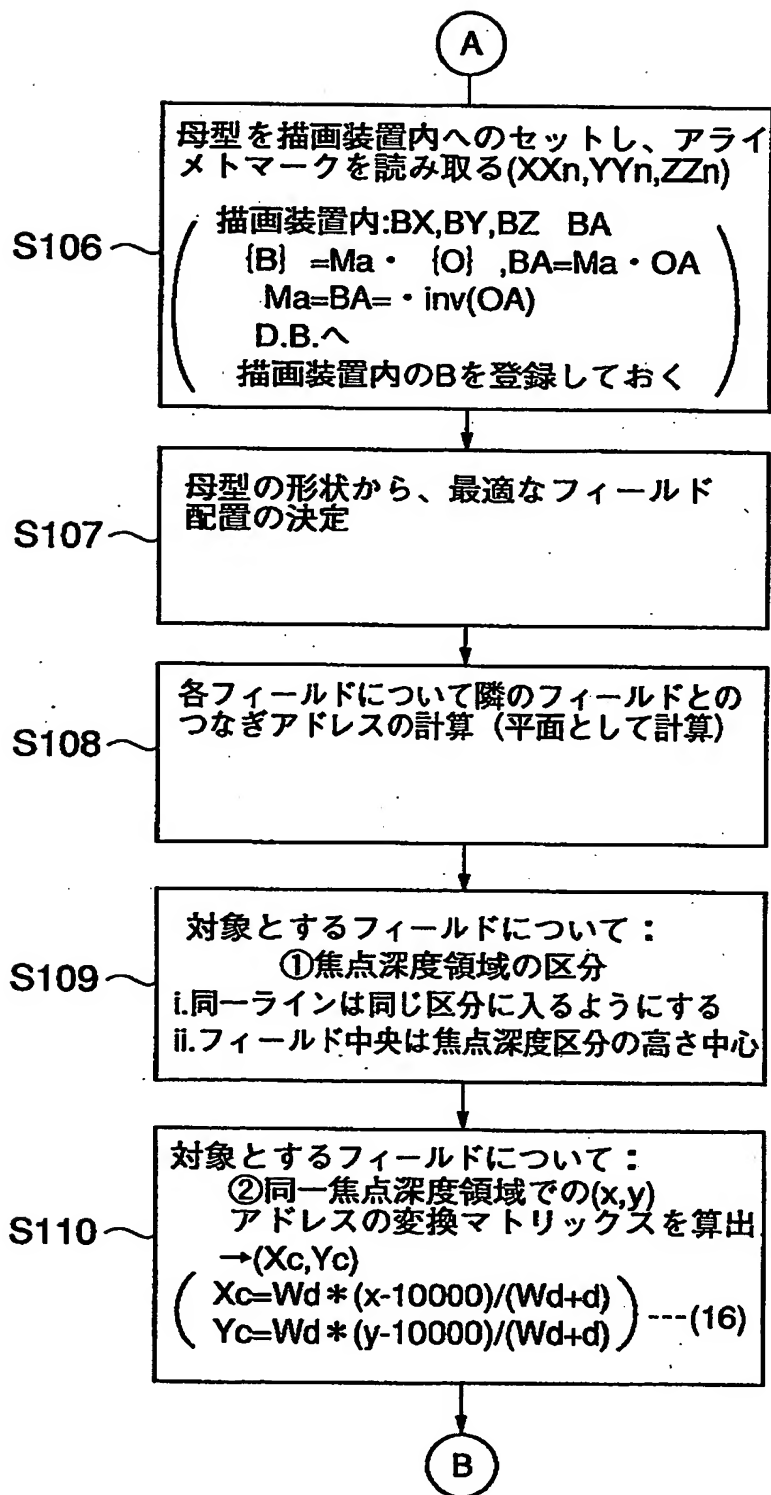 A
母型を描画装置内へのセットし、アライ
メトマークを読み取る(XXn,YYn,ZZn)
描画装置内:BX,BY,BZ BA
{B} =Ma・ {O} ,BA=Ma・OA
Ma=BA=・inv(OA)
D.B.へ
描画装置内のBを登録しておく
S106
母型の形状から、最適なフィールド
配置の決定
S107
各フィールドについて隣のフィールドとの
つなぎアドレスの計算（平面として計算）
S108
対象とするフィールドについて：
①焦点深度領域の区分
i.同一ラインは同じ区分に入るようにする
ii.フィールド中央は焦点深度区分の高さ中心
S109
対象とするフィールドについて：
②同一焦点深度領域での(x,y)
アドレスの変換マトリックスを算出
→(Xc,Yc)
Xc=Wd*(x-10000)/(Wd+d)
Yc=Wd*(y-10000)/(Wd+d)
---(16)
S110
B